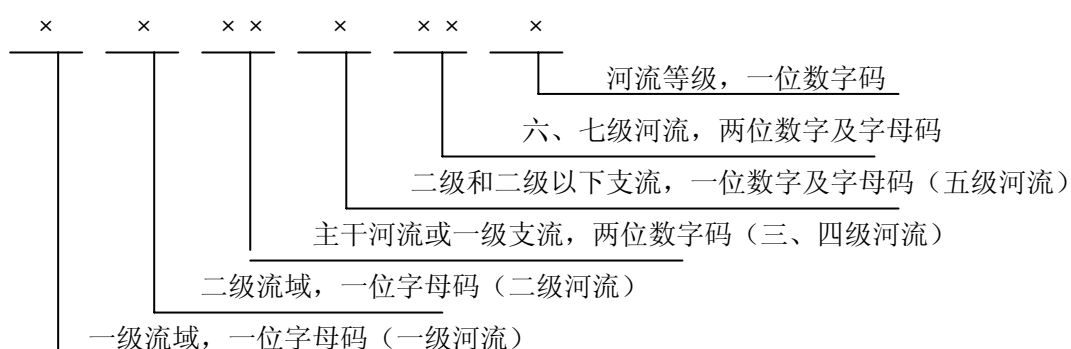 × × ×× × ×× ×
河流等级，一位数字码
六、七级河流，两位数字及字母码
二级和二级以下支流，一位数字及字母码（五级河流）
主干河流或一级支流，两位数字码（三、四级河流）
二级流域，一位字母码（二级河流）
一级流域，一位字母码（一级河流）